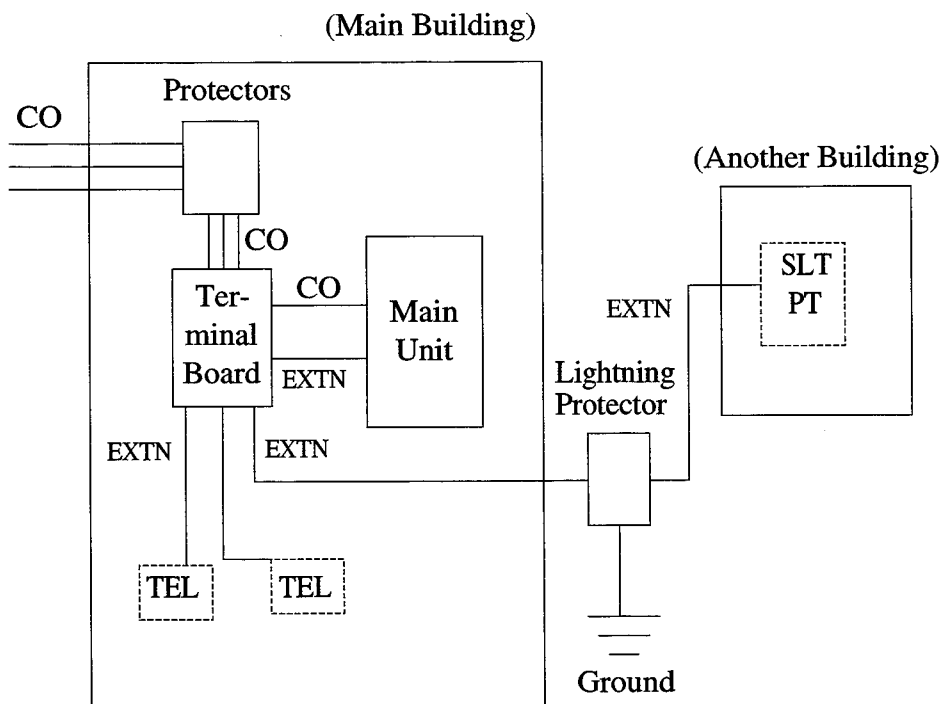 (Main Building)
Protectors
CO
(Another Building)
CO
SLT
PT
CO
Ter-
minal
Board
Main
Unit
EXTN
EXTN
Lightning
Protector
EXTN
EXTN
TEL
TEL
Ground